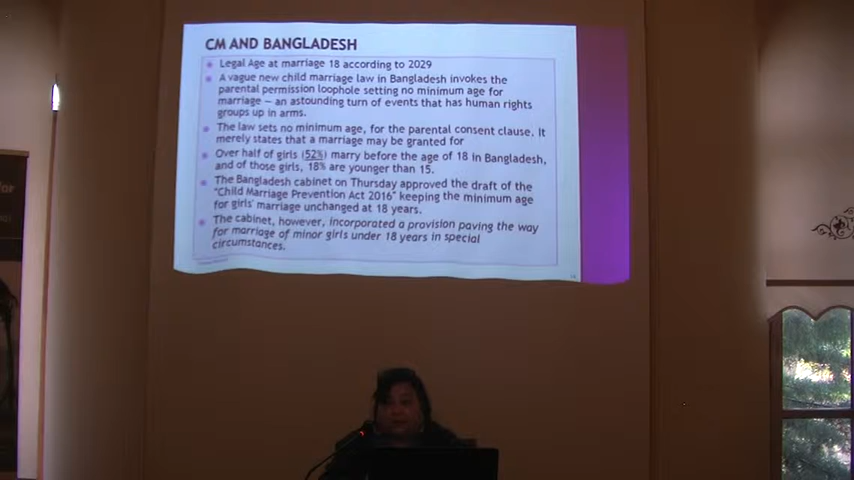 CM AND BANGLADESH
Legal Age at marriage 18 according to 2029
A vague new child marriage law in Bangladesh invokes the
parental permission loophole setting no minimum age for
marriage – an astounding turn of events that has human rights
groups up in arms.
The law sets no minimum age, for the parental consent clause. It
merely states that a marriage may be granted for
Over half of girls (52%) marry before the age of 18 in Bangladesh,
and of those girls, 18% are younger than 15.
The Bangladesh cabinet on Thursday approved the draft of the
"Child Marriage Prevention Act 2016" keeping the minimum age
for girls' marriage unchanged at 18 years.
The cabinet, however, incorporated a provision paving the way
for marriage of minor girls under 18 years in special
circumstances.